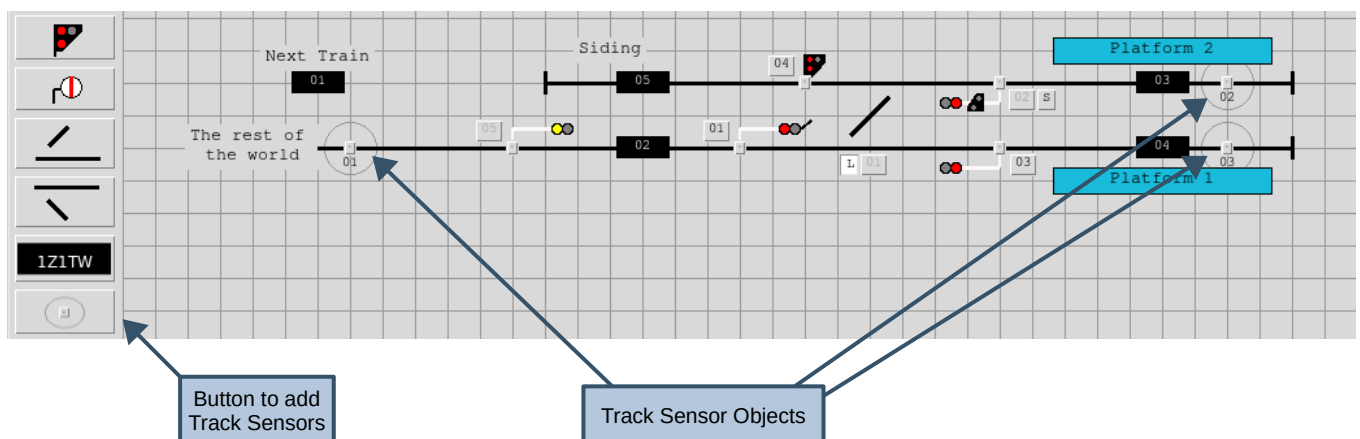 Next Train
Siding
Platform 2
04
01
05
03
02
S
02
The rest of
the world
05
01
01
02
04
L
01
03
03
Platform 1
1Z1TW
Button to add
Track Sensors
Track Sensor Objects